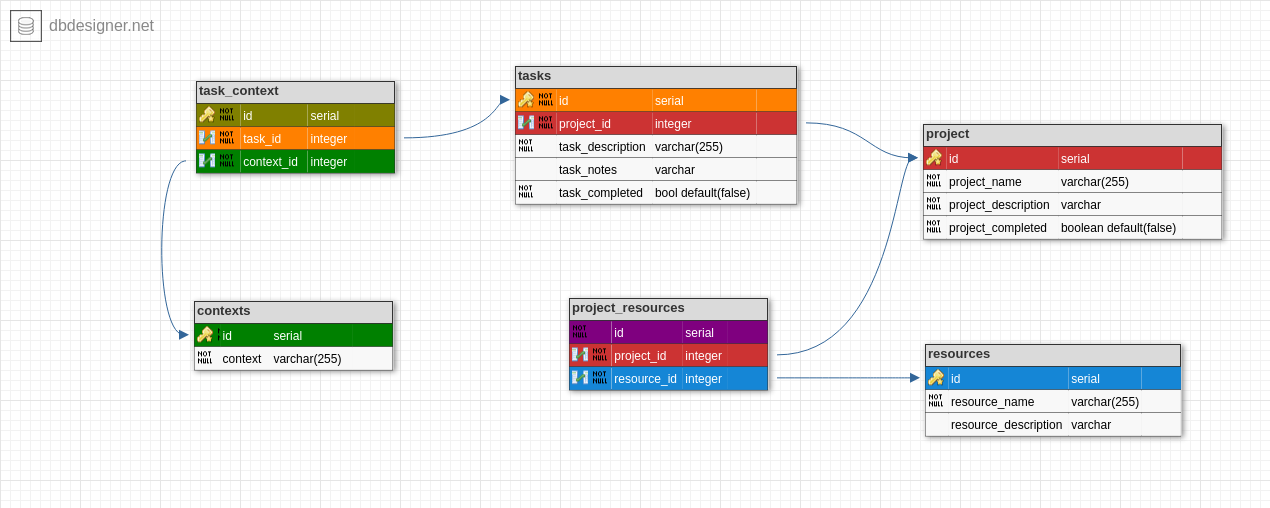 dbdesigner.net
task_context
NOT NULL id serial
NOT NULL task_id integer
NOT NULL context_id integer
tasks
NOT NULL id serial
NOT NULL project_id integer
NOT NULL task_description varchar(255)
task_notes varchar
NOT NULL task_completed bool default(false)
project
id serial
NOT NULL project_name varchar(255)
NOT NULL project_description varchar
NOT NULL project_completed boolean default(false)
contexts
id serial
NOT NULL context varchar(255)
project_resources
NOT NULL id serial
NOT NULL project_id integer
NOT NULL resource_id integer
resources
id serial
NOT NULL resource_name varchar(255)
resource_description varchar